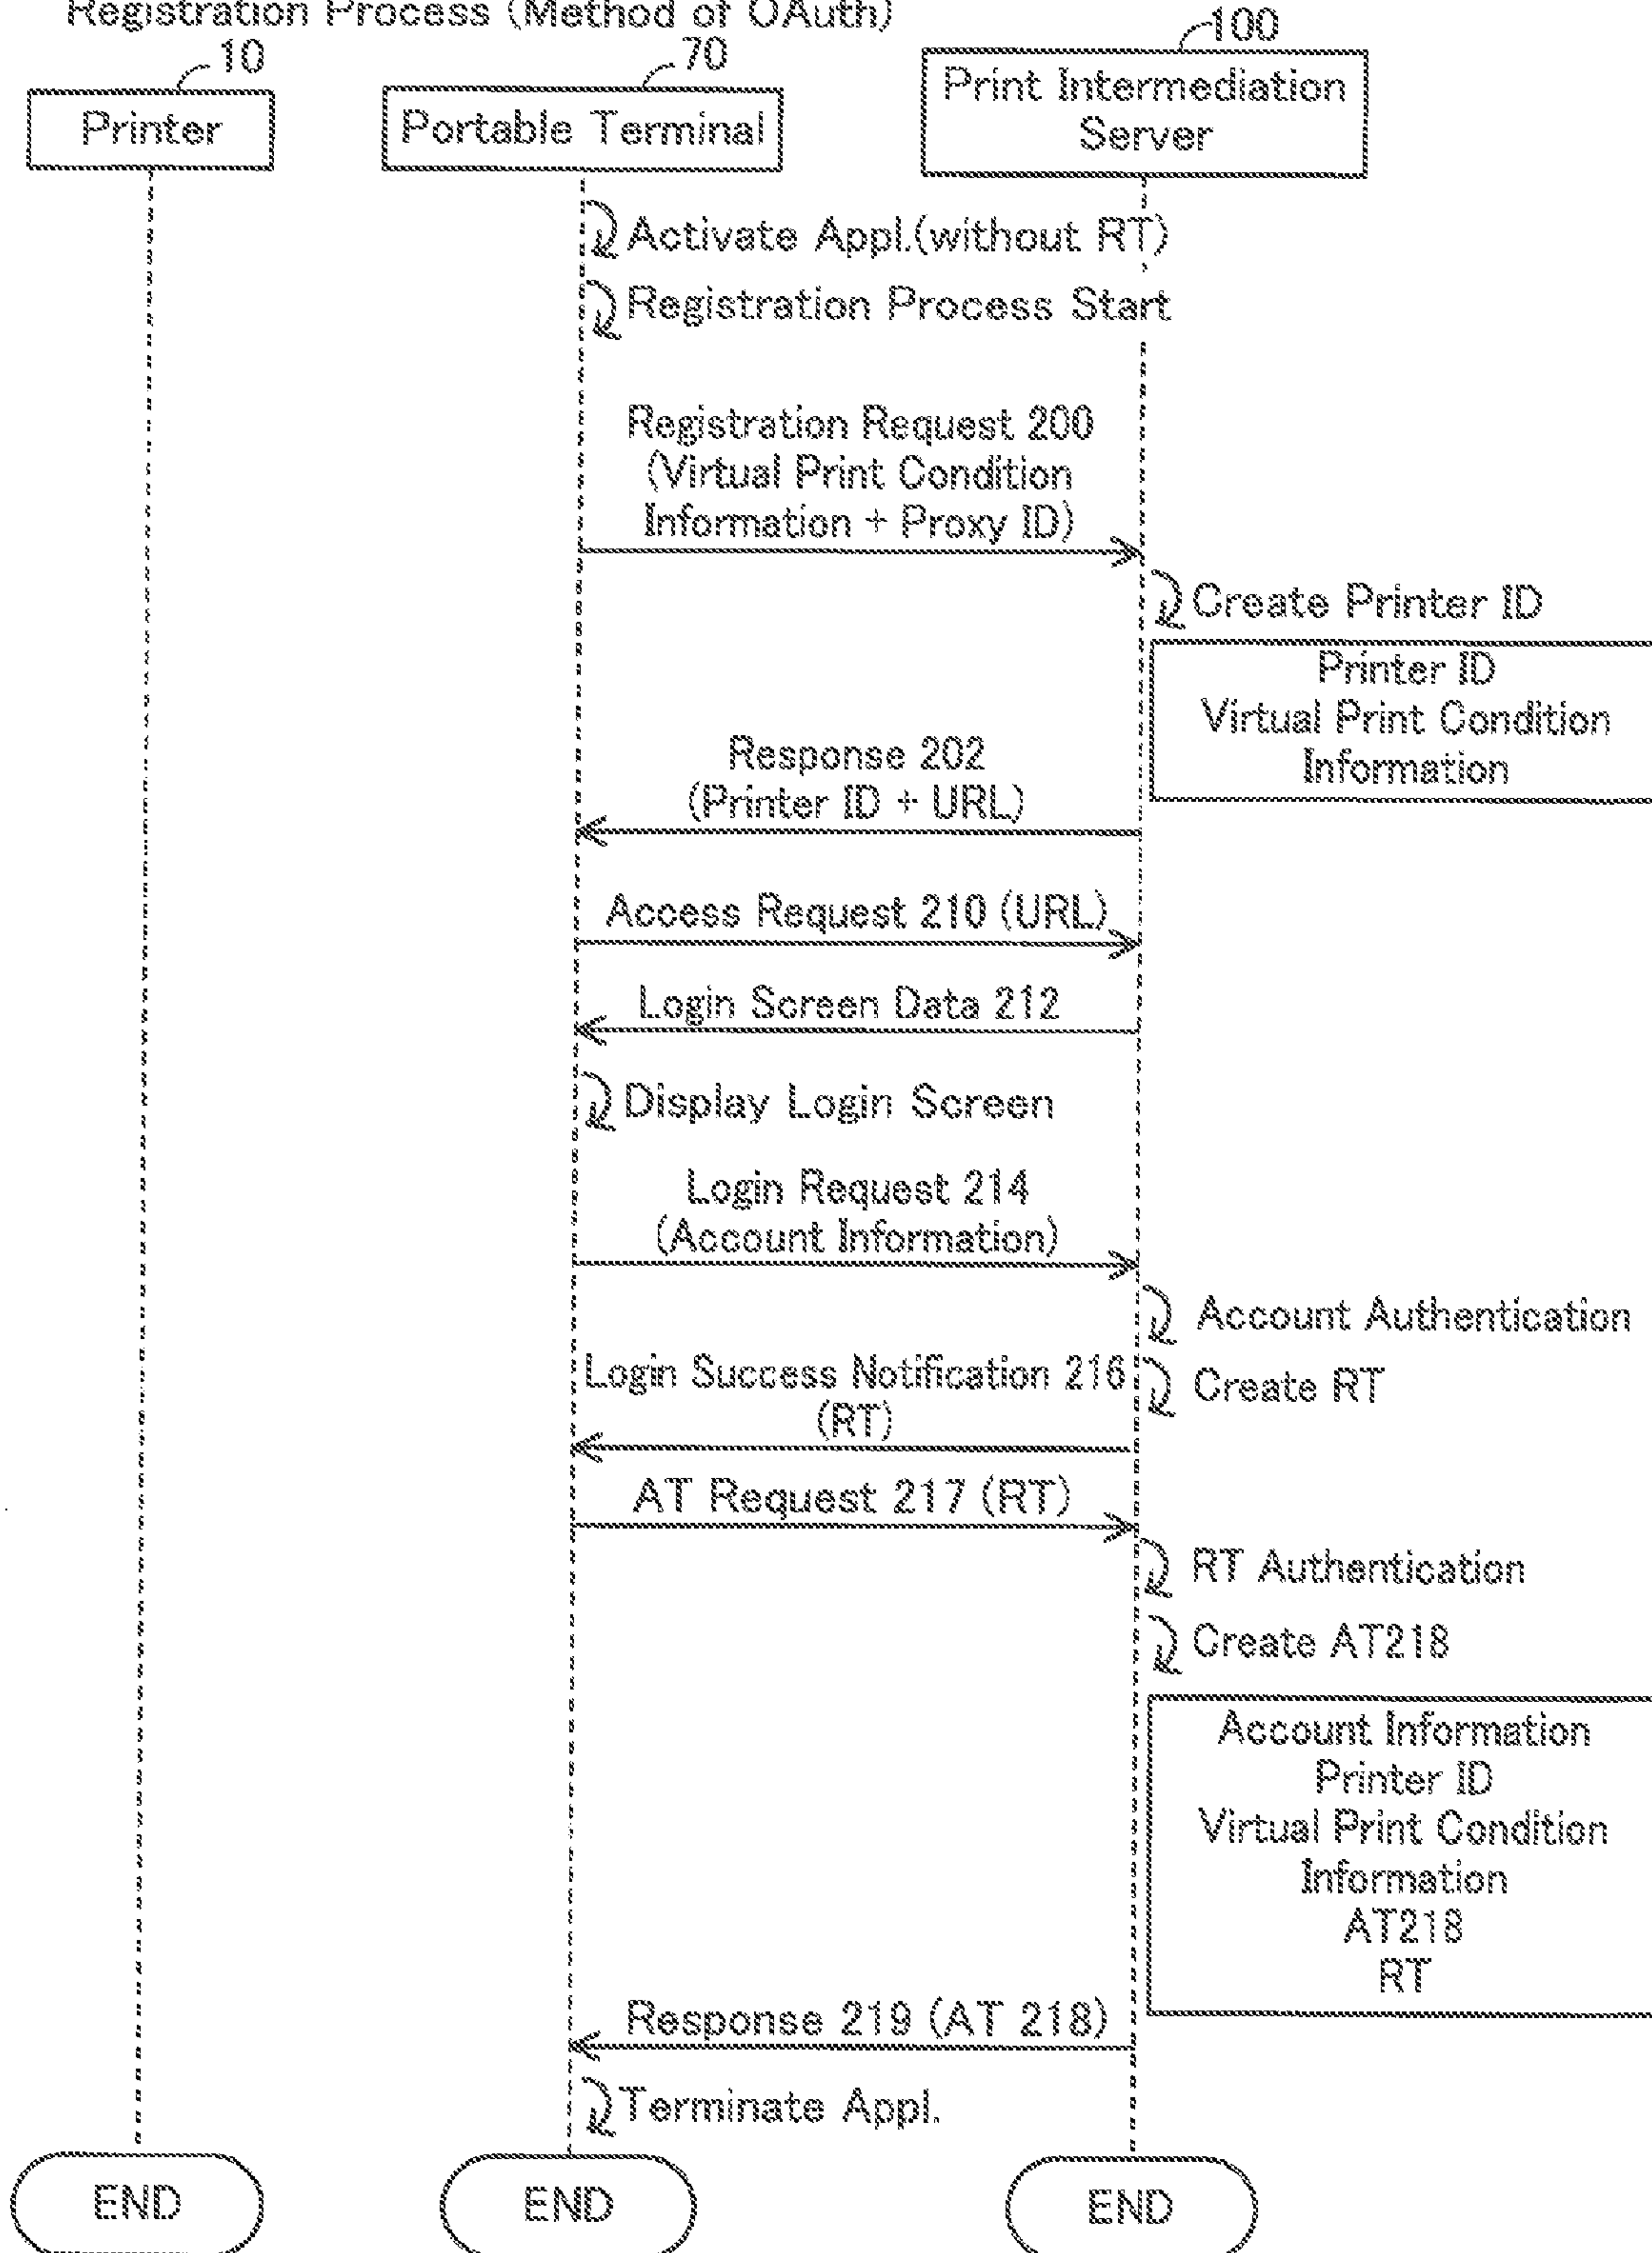 Registration Process (Method of OAuth)
10
70
100
Printer
Portable Terminal
Print Intermediation
Server
Activate Appl.(without RT)
Registration Process Start
Registration Request 200
(Virtual Print Condition
Information + Proxy ID)
Create Printer ID
Printer ID
Virtual Print Condition
Information
Response 202
(Printer ID + URL)
Access Request 210 (URL)
Login Screen Data 212
Display Login Screen
Login Request 214
(Account Information)
Account Authentication
Login Success Notification 216
(RT)
Create RT
AT Request 217 (RT)
RT Authentication
Create AT218
Account Information
Printer ID
Virtual Print Condition
Information
AT218
RT
Response 219 (AT 218)
Terminate Appl.
END
END
END